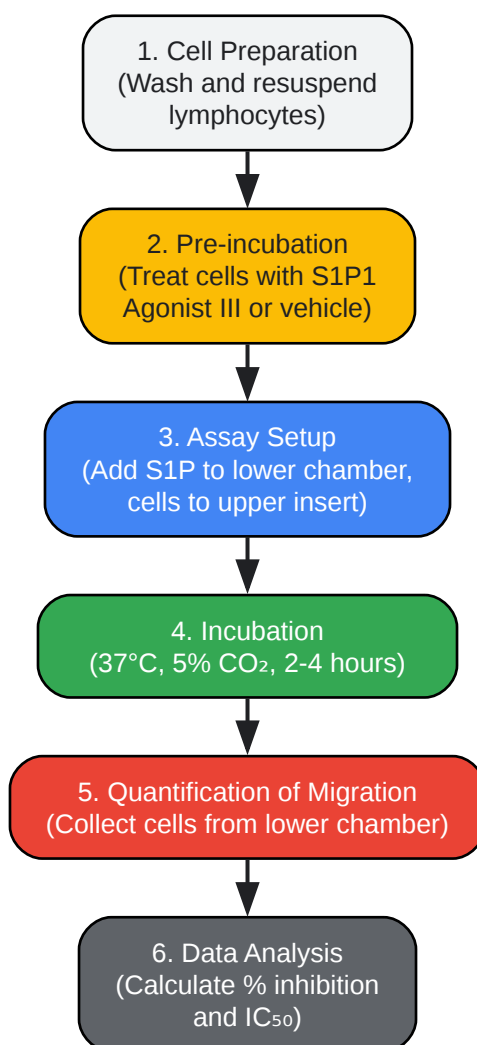 1. Cell Preparation
(Wash and resuspend
lymphocytes)
2. Pre-incubation
(Treat cells with S1P1
Agonist III or vehicle)
3. Assay Setup
(Add S1P to lower chamber,
cells to upper insert)
4. Incubation
(37°C, 5% CO₂, 2-4 hours)
5. Quantification of Migration
(Collect cells from lower chamber)
6. Data Analysis
(Calculate % inhibition
and IC₅₀)